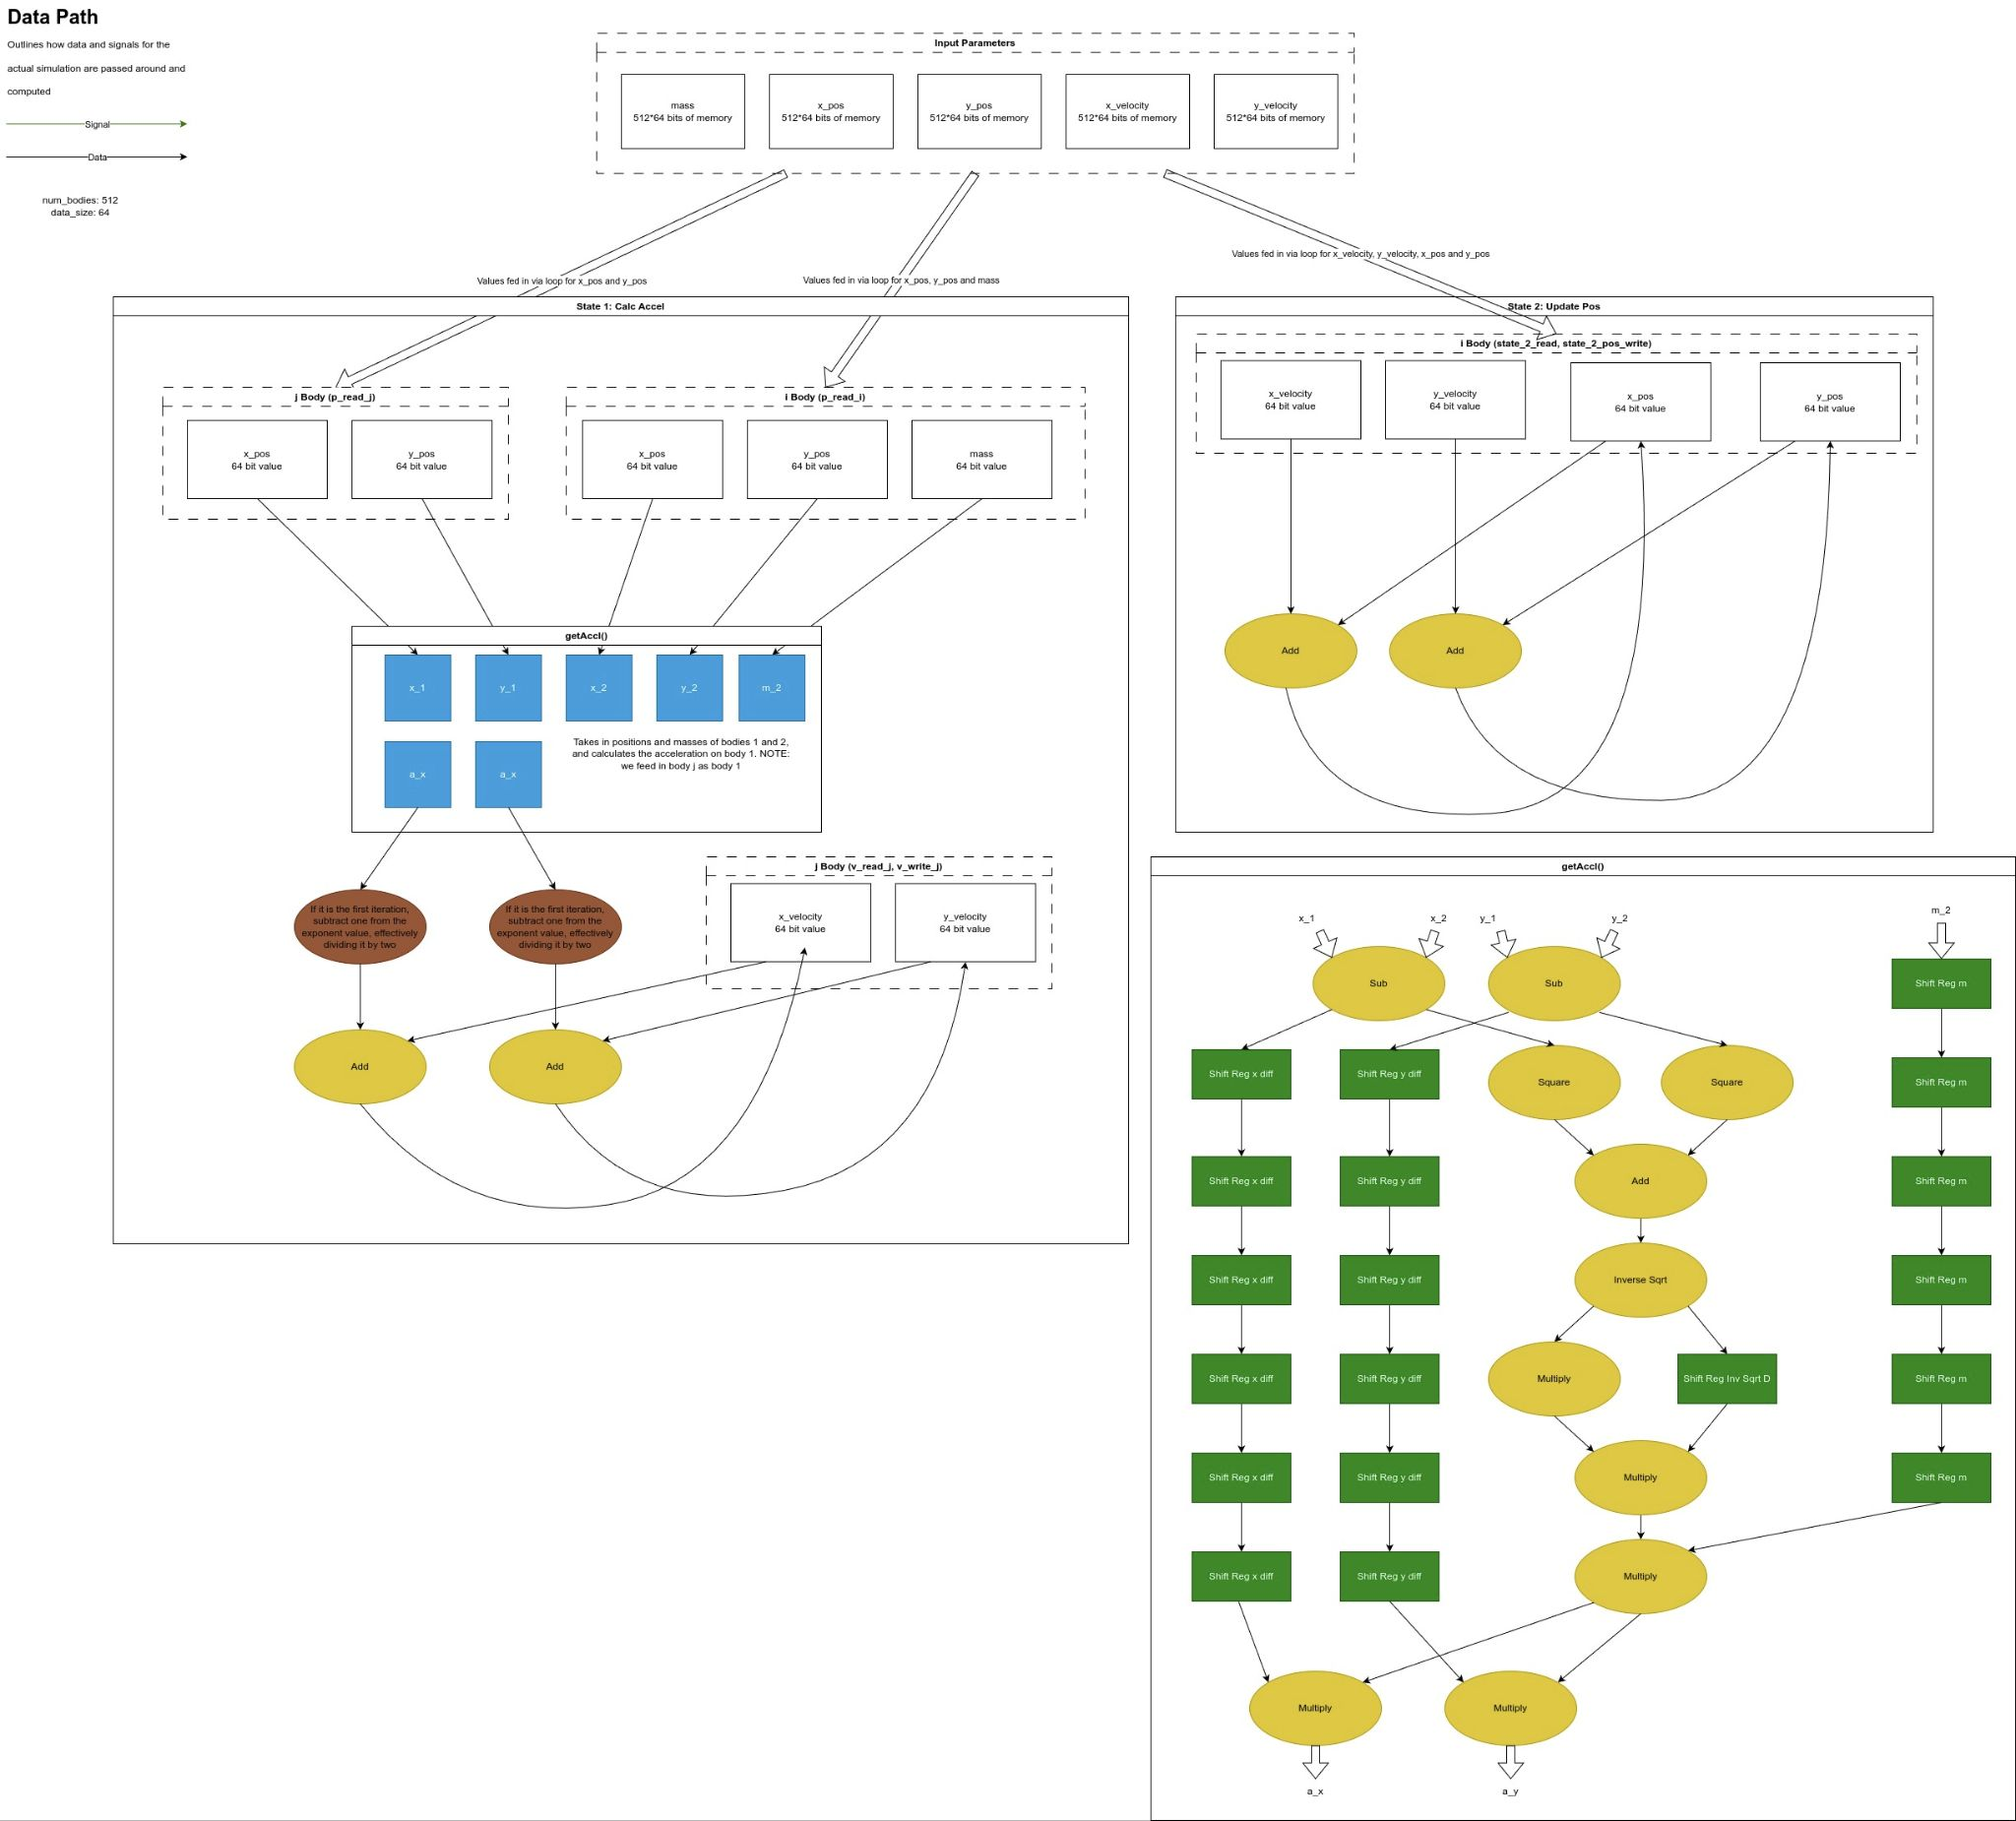 Data Path
Outlines how data and signals for the
actual simulation are passed around and
computed
Signal
Data
num_bodies: 512
data_size: 64
Input Parameters
mass
512*64 bits of memory
x_pos
512*64 bits of memory
y_pos
512*64 bits of memory
x_velocity
512*64 bits of memory
y_velocity
512*64 bits of memory
Values fed in via loop for x_pos and y_pos
Values fed in via loop for x_pos, y_pos and mass
Values fed in via loop for x_velocity, y_velocity, x_pos and y_pos
State 1: Calc Accel
j Body (p_read_j)
x_pos
64 bit value
y_pos
64 bit value
i Body (p_read_i)
x_pos
64 bit value
y_pos
64 bit value
mass
64 bit value
getAccl()
x_1
y_1
x_2
y_2
m_2
a_x
a_x
Takes in positions and masses of bodies 1 and 2,
and calculates the acceleration on body 1. NOTE:
we feed in body j as body 1
j Body (v_read_j, v_write_j)
x_velocity
64 bit value
y_velocity
64 bit value
If it is the first iteration,
subtract one from the
exponent value, effectively
dividing it by two
If it is the first iteration,
subtract one from the
exponent value, effectively
dividing it by two
Add
Add
State 2: Update Pos
i Body (state_2_read, state_2_pos_write)
x_velocity
64 bit value
y_velocity
64 bit value
x_pos
64 bit value
y_pos
64 bit value
Add
Add
getAccl()
x_1
x_2
y_1
y_2
m_2
Sub
Sub
Shift Reg m
Shift Reg x diff
Shift Reg y diff
Square
Square
Shift Reg m
Shift Reg x diff
Shift Reg y diff
Add
Shift Reg m
Shift Reg x diff
Shift Reg y diff
Inverse Sqrt
Shift Reg m
Shift Reg x diff
Shift Reg y diff
Multiply
Shift Reg Inv Sqrt D
Shift Reg m
Shift Reg x diff
Shift Reg y diff
Multiply
Shift Reg m
Shift Reg x diff
Shift Reg y diff
Multiply
Multiply
Multiply
a_x
a_y